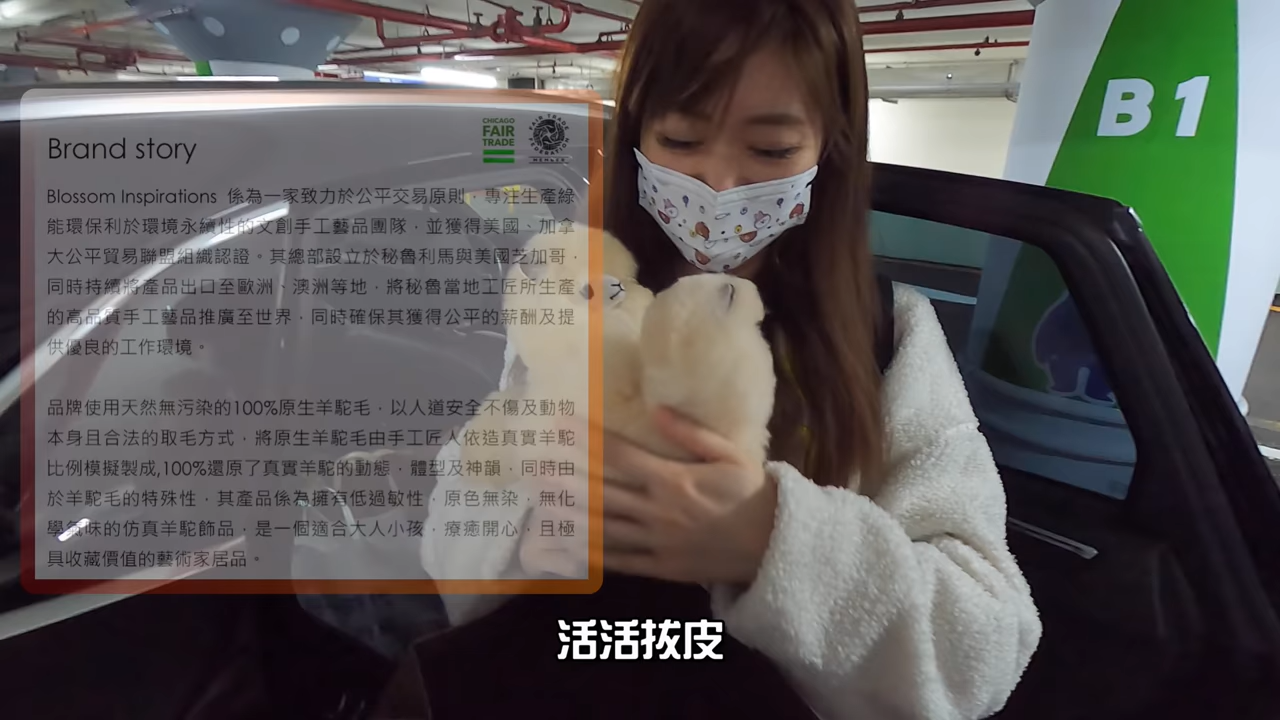 Brand story
CHICAGO
FAIR
TRADE
FAIR TRADE
FEDERATION
MEMBER
Blossom Inspirations 係為一家致力於公平交易原則，專注生產綠
能環保利於環境永續性的文創手工藝品團隊，並獲得美國、加拿
大公平貿易聯盟組織認證。其總部設立於秘魯利馬與美國芝加哥，
同時持續將產品出口至歐洲、澳洲等地，將秘魯當地工匠所生產
的高品質手工藝品推廣至世界，同時確保其獲得公平的薪酬及提
供優良的工作環境。
品牌使用天然無污染的100%原生羊駝毛，以人道安全不傷及動物
本身且合法的取毛方式，將原生羊駝毛由手工匠人依造真實羊駝
比例模擬製成,100%還原了真實羊駝的動態，體型及神韻，同時由
於羊駝毛的特殊性，其產品係為擁有低過敏性，原色無染，無化
學氣味的仿真羊駝飾品，是一個適合大人小孩，療癒開心，且極
具收藏價值的藝術家居品。
B1
活活拔皮